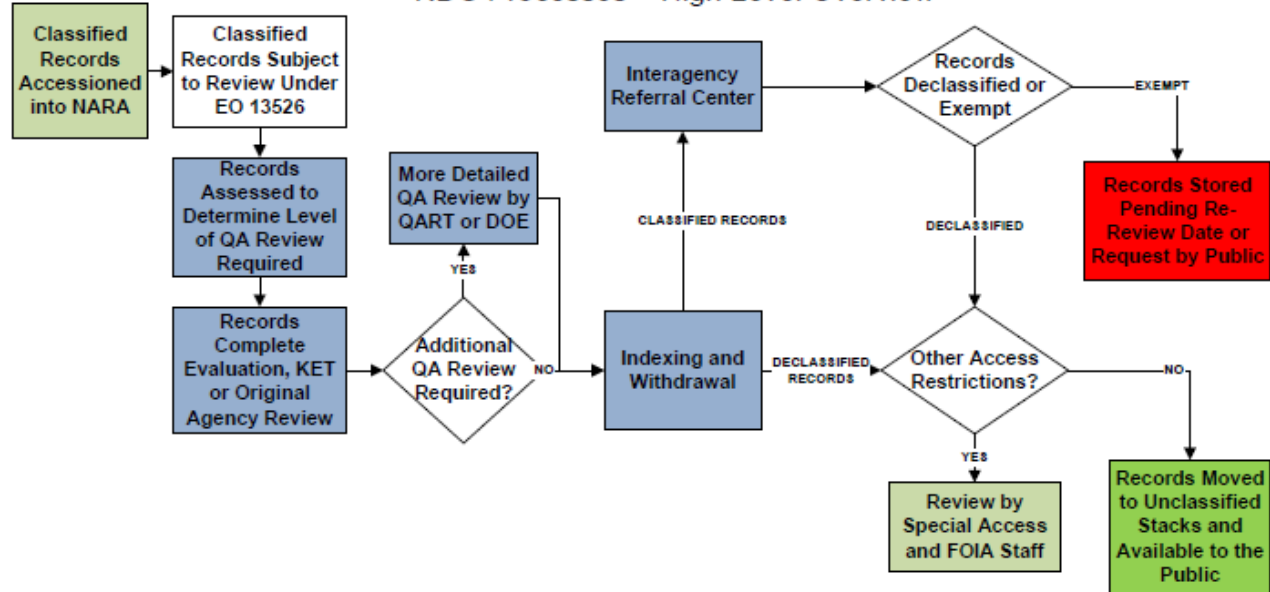 Classified
Records
Accessioned
into NARA
Classified
Records Subject
to Review Under
EO 13526
Records
Assessed to
Determine Level
of QA Review
Required
Records
Complete
Evaluation, KET
or Original
Agency Review
More Detailed
QA Review by
QART or DOE
YES
Additional
QA Review
Required?
NO
Interagency
Referral Center
CLASSIFIED RECORDS
Indexing and
Withdrawal
DECLASSIFIED
RECORDS
Records
Declassified or
Exempt
EXEMPT
DECLASSIFIED
Records Stored
Pending Re-
Review Date or
Request by Public
Other Access
Restrictions?
NO
YES
Review by
Special Access
and FOIA Staff
Records Moved
to Unclassified
Stacks and
Available to the
Public